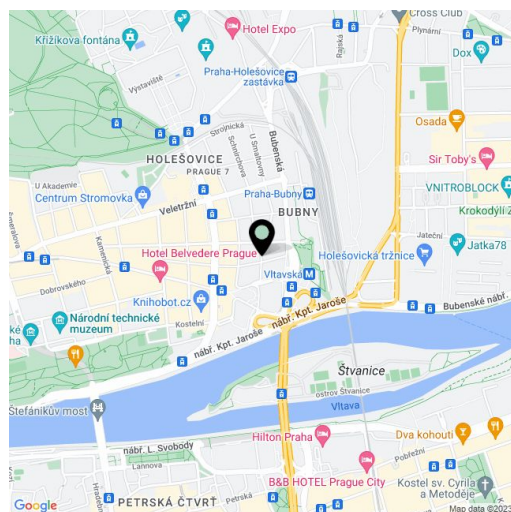 Cross Club
Křižíkova fontána
Hotel Expo
Plynární
Rajská
Dox
Praha-Holešovice
zastávka
Výstaviště
Osada
Strojnická
Schnirchova
U Smaltovny
Bubenská
HOLEŠOVICE
PRAGUE 7
Sir Toby's
U Akademie
Centrum Stromovka
Veletržní
Praha-Bubny
VNITROBLOCK
BUBNY
Krokodýlí Z
Kamenická
Jateční
Jatka78
Hotel Belvedere Prague
Holešovická tržnice
Dobrovského
Vltavská
Knihobot.cz
Bubenské nábř.
Národní technické
muzeum
Kostelní
nábř. Kpt. Jaroše
nábř. Kpt. Jaroše
Štvanice
ostrov Štvanice
Štefánikův most
Vltava
Hilton Praha
Dva kohouti
nábř. L. Svobody
Lannova
Pobřežní
B&B HOTEL Prague City
Kostel sv. Cyrila
a Metoděje
PETRSKÁ ČTVRŤ
Petrská
Google
Map data ©2023